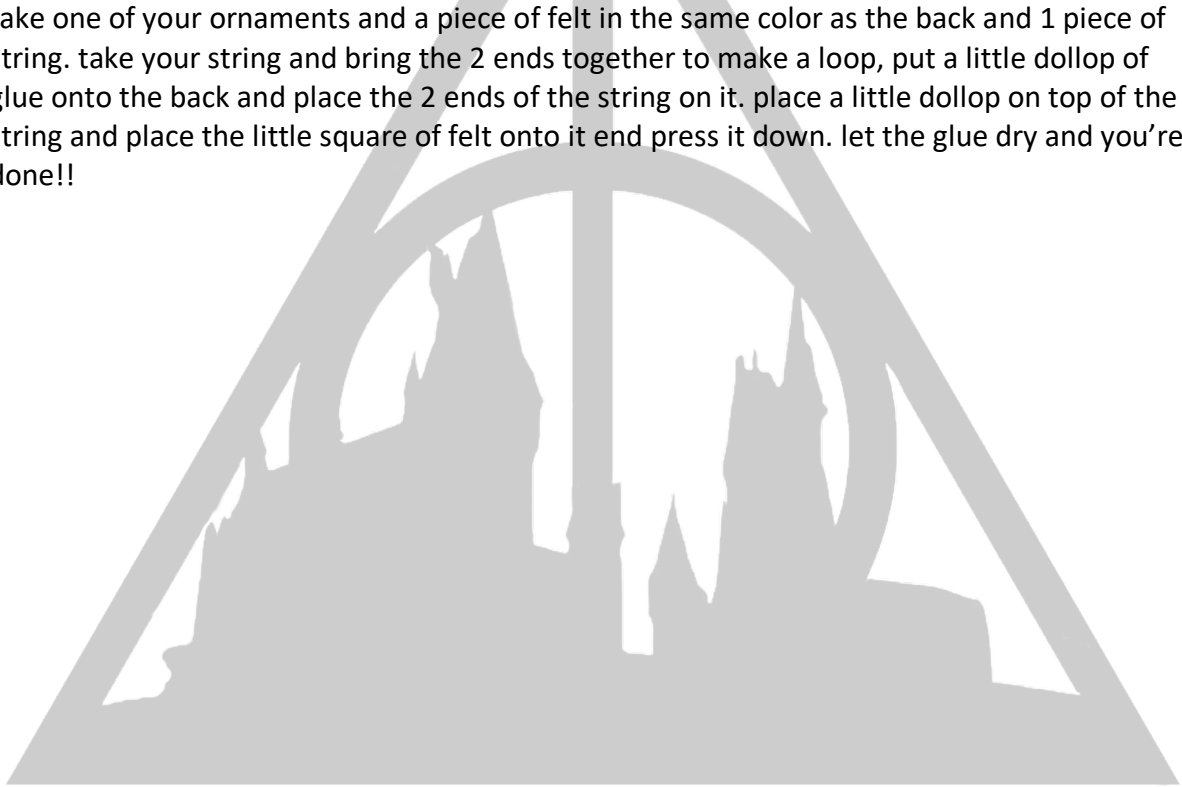 ake one of your ornaments and a piece of felt in the same color as the back and 1 piece of
tring. take your string and bring the 2 ends together to make a loop, put a little dollop of
glue onto the back and place the 2 ends of the string on it. place a little dollop on top of the
tring and place the little square of felt onto it end press it down. let the glue dry and you’re
done!!